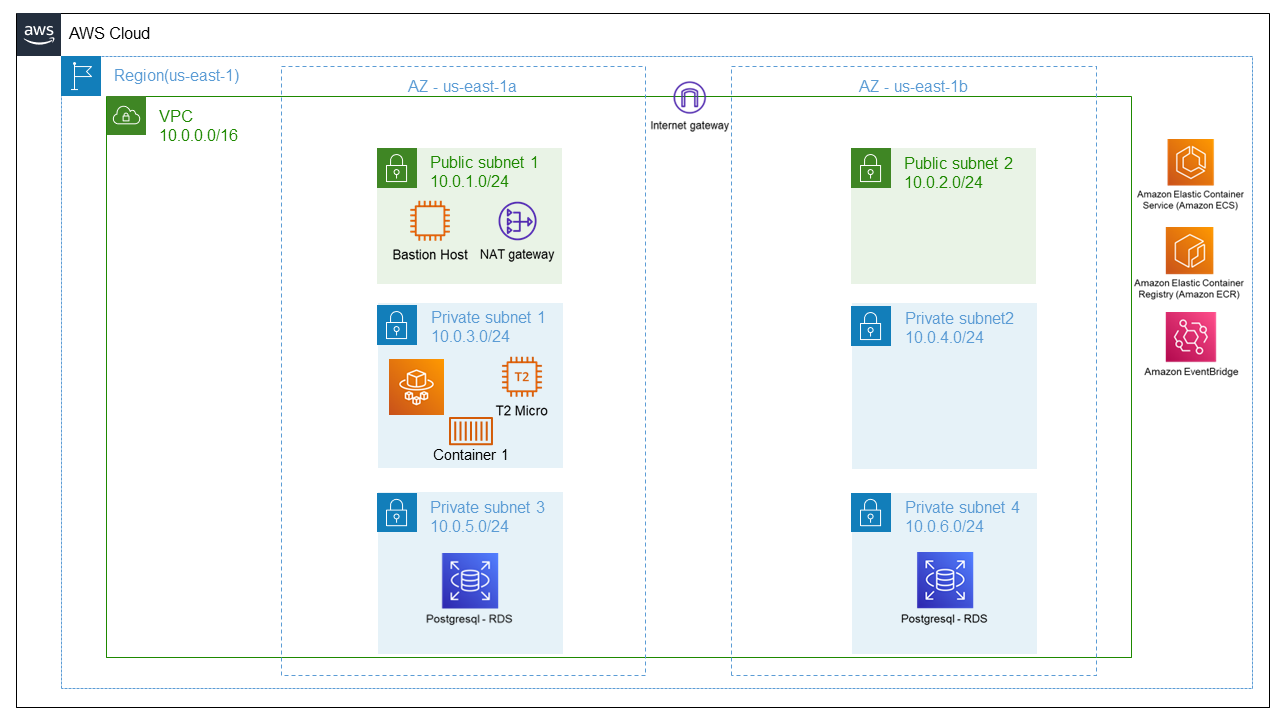 aws
AWS Cloud
Region(us-east-1)
AZ - us-east-1a
AZ - us-east-1b
Internet gateway
VPC
10.0.0.0/16
Public subnet 1
10.0.1.0/24
Bastion Host
NAT gateway
Public subnet 2
10.0.2.0/24
Amazon Elastic Container
Service (Amazon ECS)
Amazon Elastic Container
Registry (Amazon ECR)
Amazon EventBridge
Private subnet 1
10.0.3.0/24
T2
T2 Micro
Container 1
Private subnet2
10.0.4.0/24
Private subnet 3
10.0.5.0/24
Postgresql - RDS
Private subnet 4
10.0.6.0/24
Postgresql - RDS